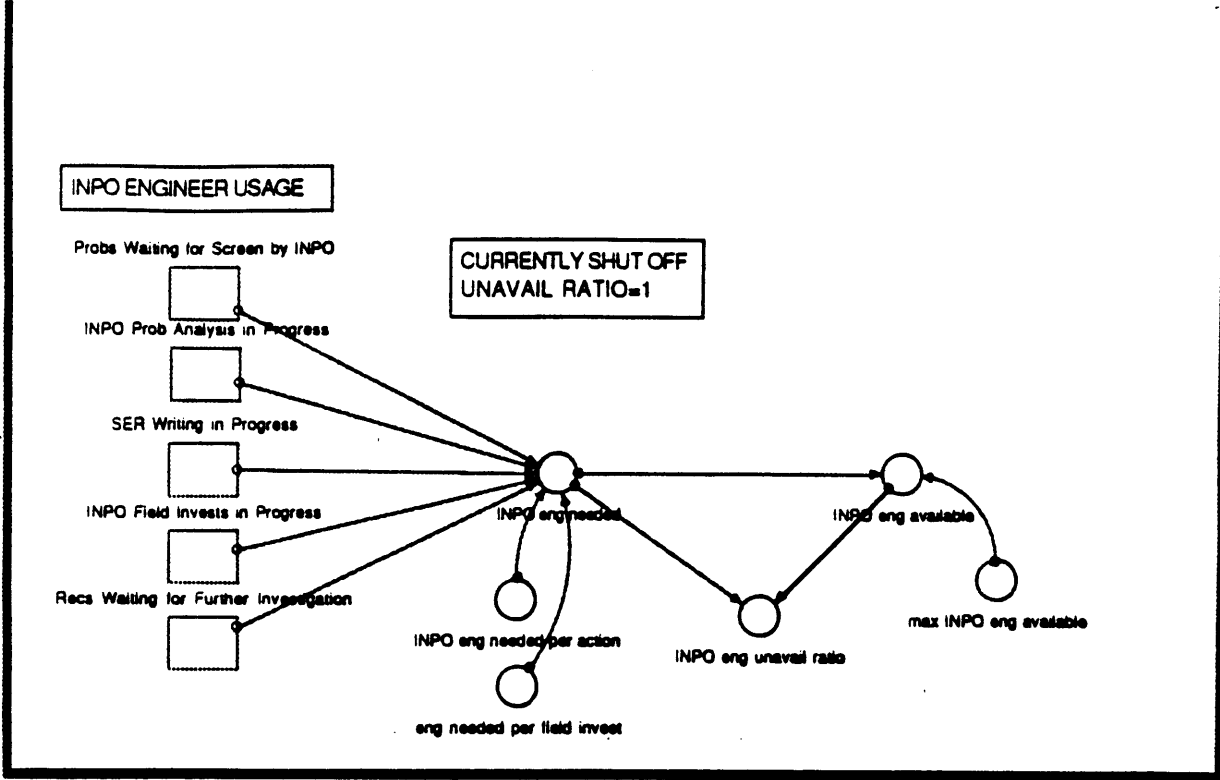 INPO ENGINEER USAGE
Probs Waiting for Screen by INPO
CURRENTLY SHUT OFF
UNAVAIL RATIO=1
INPO Prob Analysis in Progress
SER Writing in Progress
INPO Field Invests in Progress
INPO eng needed
INPO eng available
Recs Waiting for Further Investigation
max INPO eng available
INPO eng needed per action
INPO eng unavail ratio
eng needed per field invest